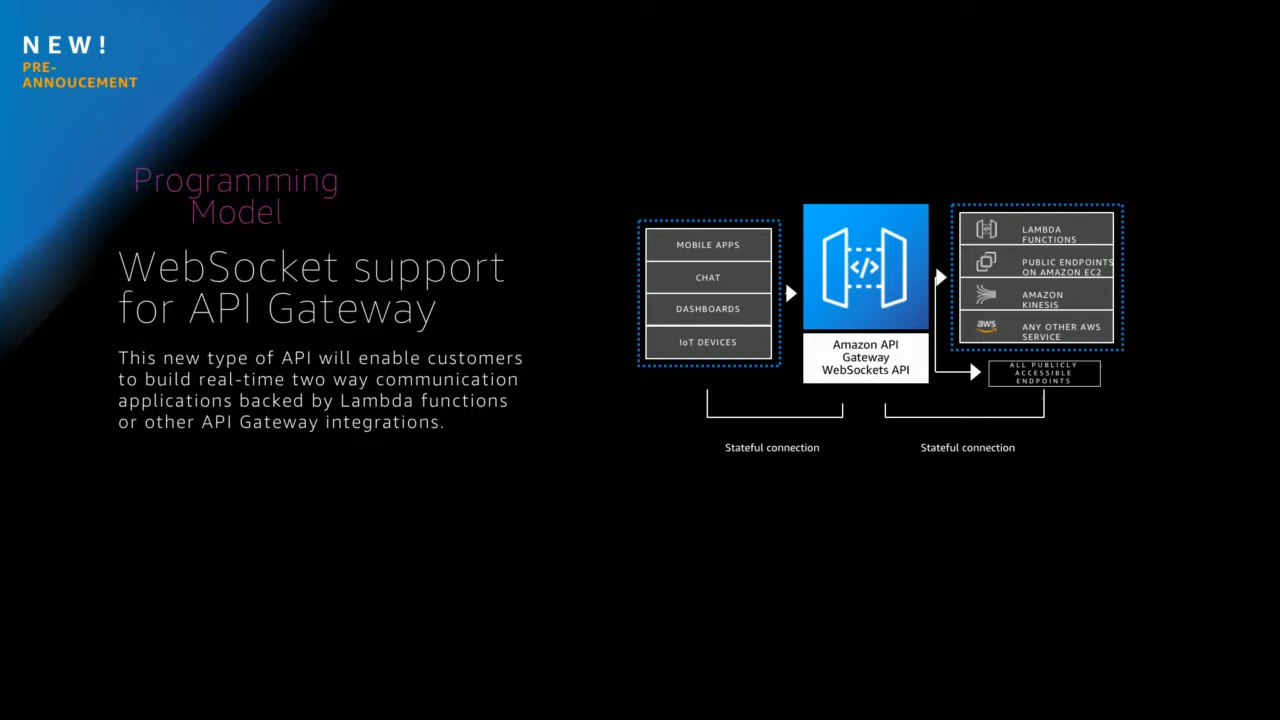 NEW!
PRE-
ANNOUCEMENT
Programming
Model
WebSocket support
for API Gateway
This new type of API will enable customers
to build real-time two way communication
applications backed by Lambda functions
or other API Gateway integrations.
MOBILE APPS
CHAT
DASHBOARDS
IoT DEVICES
</>
Amazon API
Gateway
WebSockets API
LAMBDA
FUNCTIONS
PUBLIC ENDPOINTS
ON AMAZON EC2
AMAZON
KINESIS
aws
ANY OTHER AWS
SERVICE
ALL PUBLICLY
ACCESSIBLE
ENDPOINTS
Stateful connection
Stateful connection